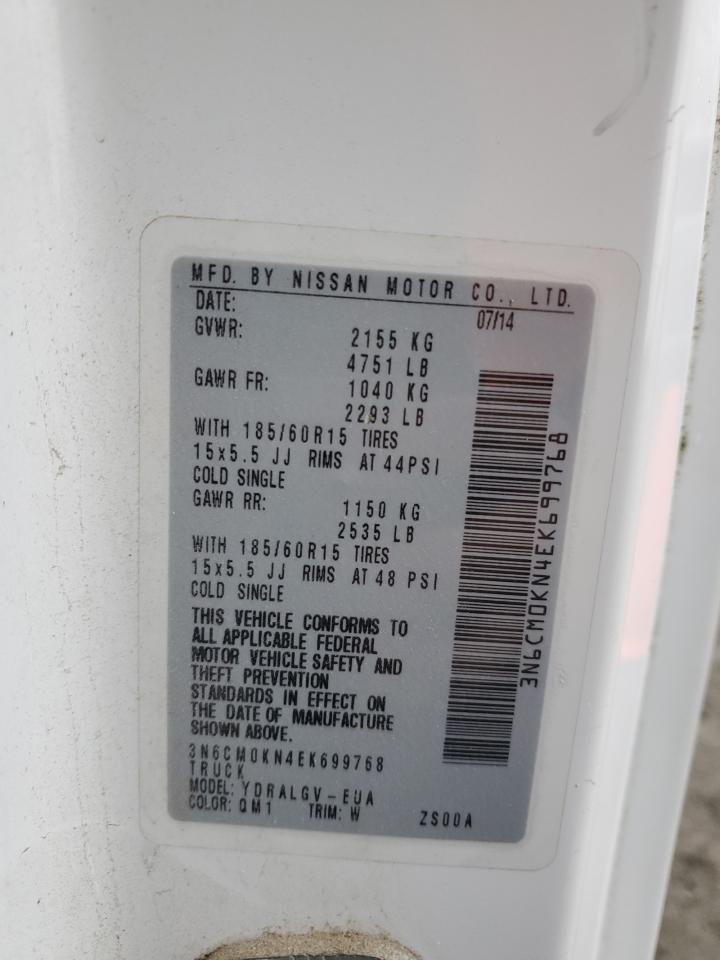 MFD. BY NISSAN MOTOR CO., LTD.
DATE: 07/14
GVWR: 2155 KG
4751 LB
GAWR FR: 1040 KG
2293 LB
WITH 185/60R15 TIRES
15x5.5 JJ RIMS AT 44PSI
COLD SINGLE
GAWR RR: 1150 KG
2535 LB
WITH 185/60R15 TIRES
15x5.5 JJ RIMS AT 48 PSI
COLD SINGLE
THIS VEHICLE CONFORMS TO
ALL APPLICABLE FEDERAL
MOTOR VEHICLE SAFETY AND
THEFT PREVENTION
STANDARDS IN EFFECT ON
THE DATE OF MANUFACTURE
SHOWN ABOVE.
3N6CM0KN4EK699768
TRUCK
MODEL: YDRALGV-EUA
COLOR: QM1 TRIM: W ZS00A
3N6CM0KN4EK699768